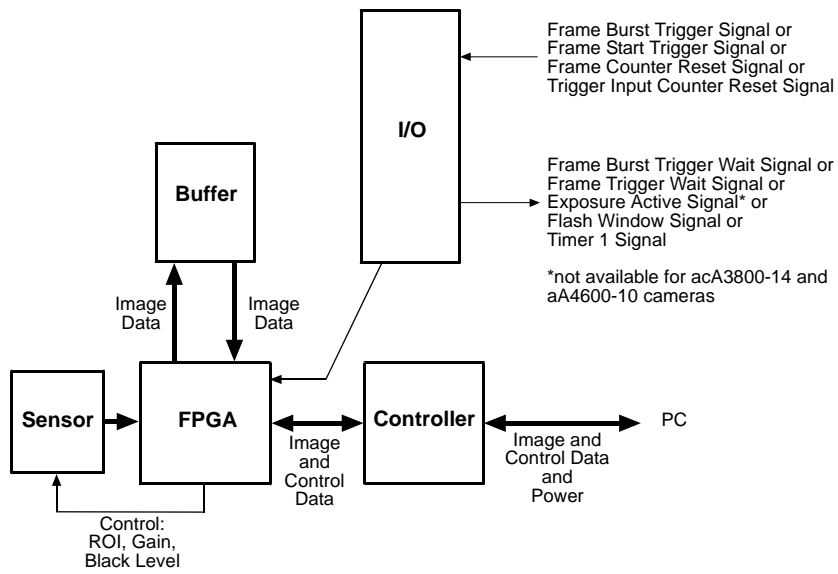 Frame Burst Trigger Signal or
Frame Start Trigger Signal or
Frame Counter Reset Signal or
Trigger Input Counter Reset Signal
I/O
Frame Burst Trigger Wait Signal or
Frame Trigger Wait Signal or
Exposure Active Signal* or
Flash Window Signal or
Timer 1 Signal
*not available for acA3800-14 and
aA4600-10 cameras
Buffer
Image
Data
Image
Data
Sensor
FPGA
Controller
PC
Image
and
Control
Data
Image and
Control Data
and
Power
Control:
ROI, Gain,
Black Level